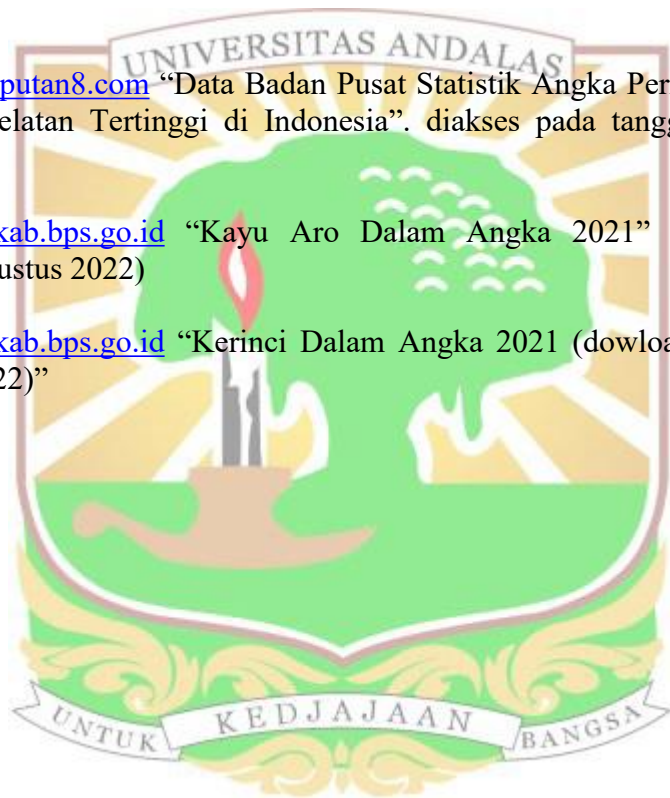 UNIVERSITAS ANDALAS
putan8.com “Data Badan Pusat Statistik Angka Per
elatan Tertinggi di Indonesia”. diakses pada tangg
kab.bps.go.id “Kayu Aro Dalam Angka 2021”
ustus 2022)
kab.bps.go.id “Kerinci Dalam Angka 2021 (dowloa
22)”
UNTUK KEDJAJAAN BANGSA